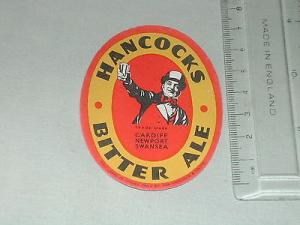 HANCOCKS
TRADE MARK
CARDIFF
NEWPORT
SWANSEA
BITTER ALE
MADE IN
ENGLAND